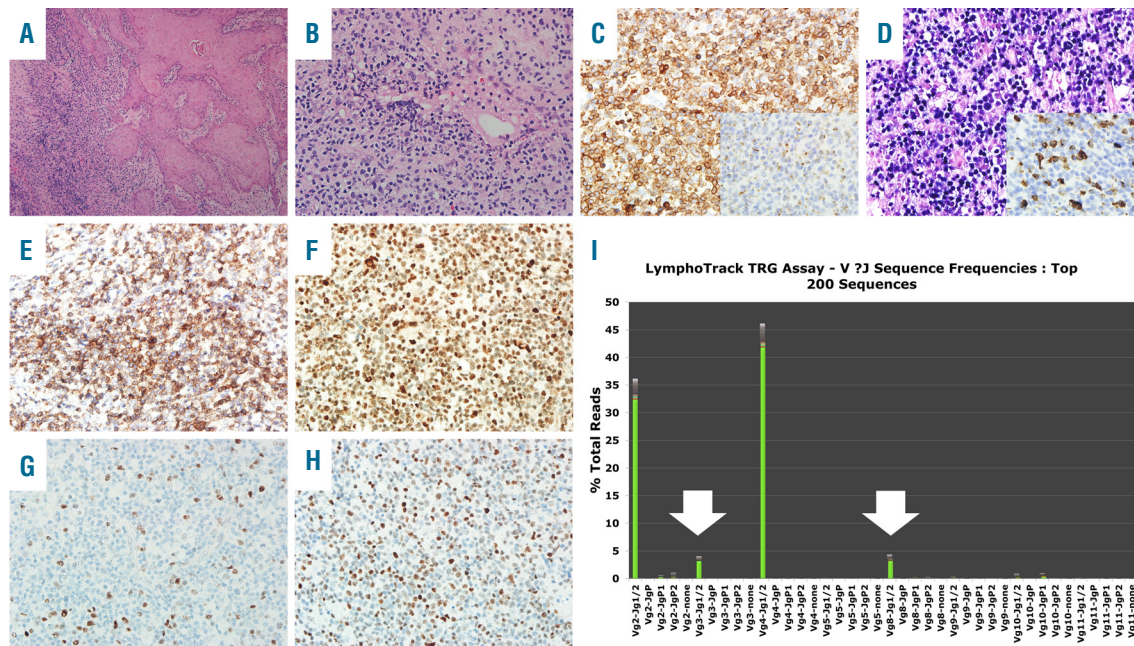 A
B
C
D
E
F
G
H
I
LymphoTrack TRG Assay - V ?J Sequence Frequencies : Top
200 Sequences
% Total Reads
50
45
40
35
30
25
20
15
10
5
0
Vg2-Jg1/2
Vg2-JgP
Vg2-Jgp1
Vg2-Jgp2
Vg2-none
Vg3-Jg1/2
Vg3-JgP
Vg3-Jgp1
Vg3-Jgp2
Vg3-none
Vg4-Jg1/2
Vg4-JgP
Vg4-Jgp1
Vg4-Jgp2
Vg4-none
Vg5-Jg1/2
Vg5-JgP
Vg5-Jgp1
Vg5-Jgp2
Vg5-none
Vg8-Jg1/2
Vg8-JgP
Vg8-Jgp1
Vg8-Jgp2
Vg8-none
Vg9-Jg1/2
Vg9-JgP
Vg9-Jgp1
Vg9-Jgp2
Vg9-none
Vg10-Jg1/2
Vg10-JgP
Vg10-Jgp1
Vg10-Jgp2
Vg10-none
Vg11-Jg1/2
Vg11-JgP
Vg11-Jgp1
Vg11-Jgp2
Vg11-none